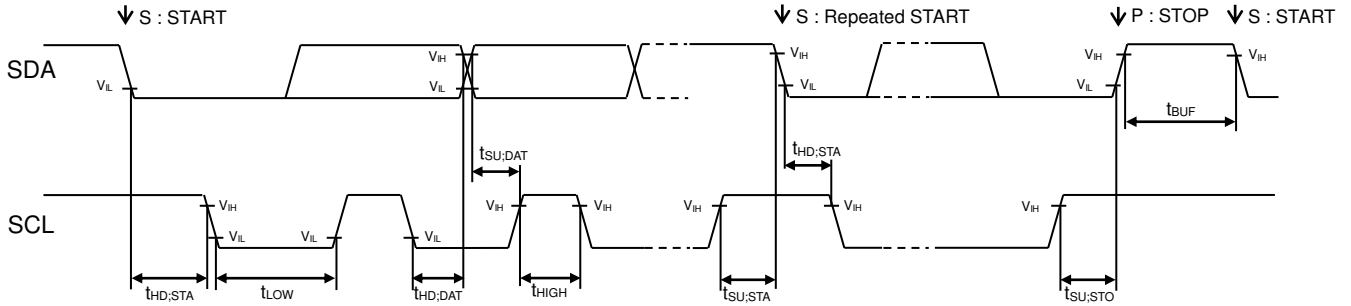 S : START
S : Repeated START
P : STOP
S : START
SDA
VIL
VIH
VIL
VIH
VIL
VIH
VIL
VIH
VIH
tBUF
tSU;DAT
tHD;STA
SCL
VIH
VIL
VIL
VIL
VIH
VIH
VIH
VIH
VIH
tHD;STA
tLOW
tHD;DAT
tHIGH
tSU;STA
tSU;STO